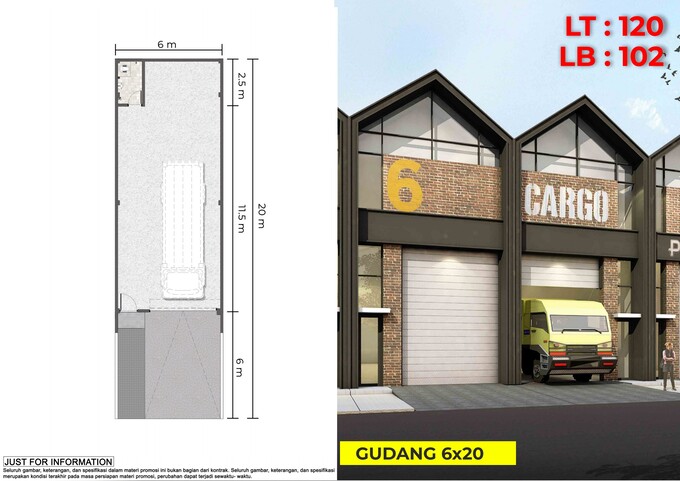 6 m
2.5 m
11.5 m
20 m
6 m
LT : 120
LB : 102
6
CARGO
P
GUDANG 6x20
JUST FOR INFORMATION
Seluruh gambar, keterangan, dan spesifikasi dalam materi promosi ini bukan bagian dari kontrak. Seluruh gambar, keterangan, dan spesifikasi
merupakan kondisi terakhir pada masa persiapan materi promosi, perubahan dapat terjadi sewaktu- waktu.